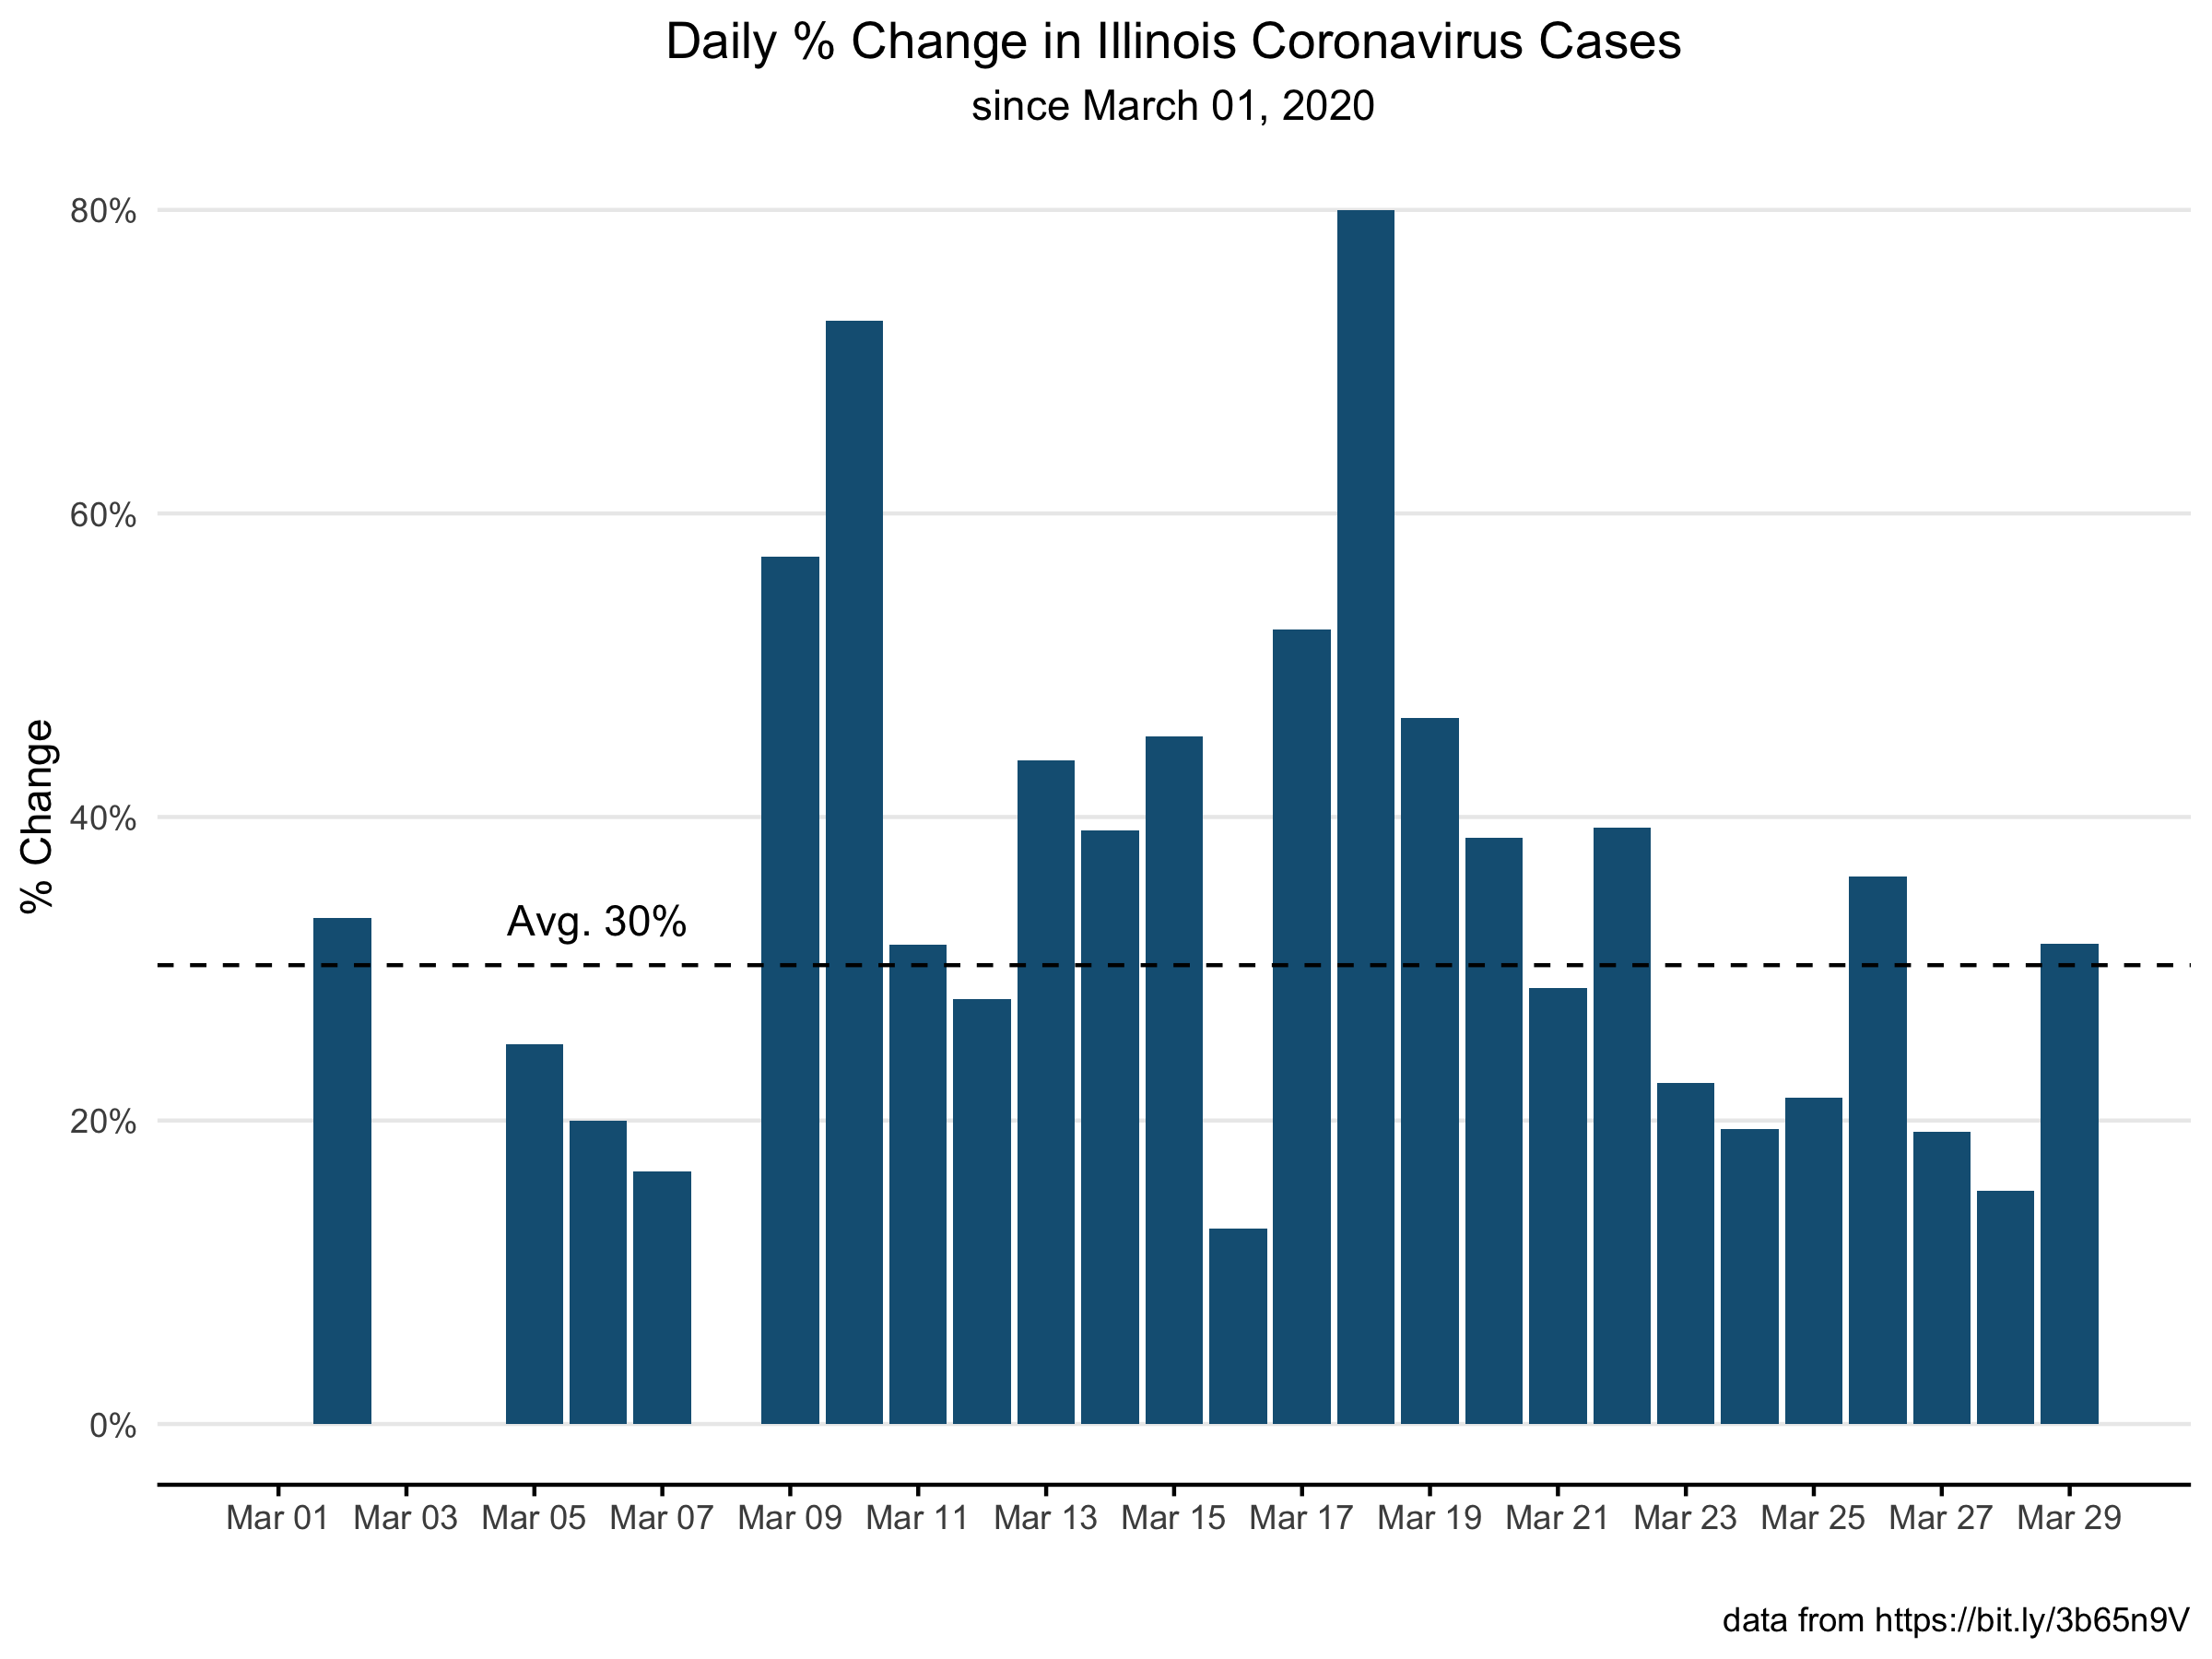 Daily % Change in Illinois Coronavirus Cases
since March 01, 2020
80%
60%
40%
20%
0%
% Change
Avg. 30%
Mar 01 Mar 03 Mar 05 Mar 07 Mar 09 Mar 11 Mar 13 Mar 15 Mar 17 Mar 19 Mar 21 Mar 23 Mar 25 Mar 27 Mar 29
data from https://bit.ly/3b65n9V